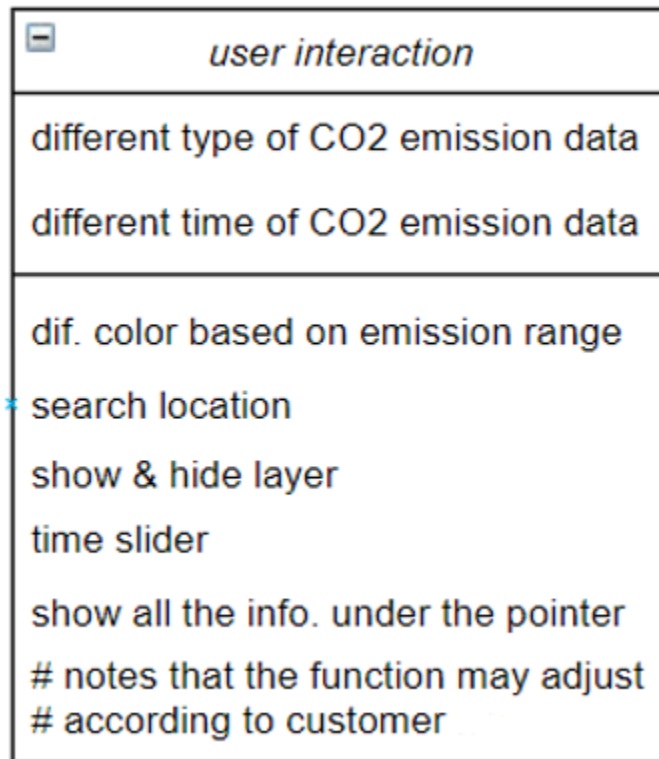 user interaction
different type of CO2 emission data
different time of CO2 emission data
dif. color based on emission range
search location
show & hide layer
time slider
show all the info. under the pointer
# notes that the function may adjust
# according to customer